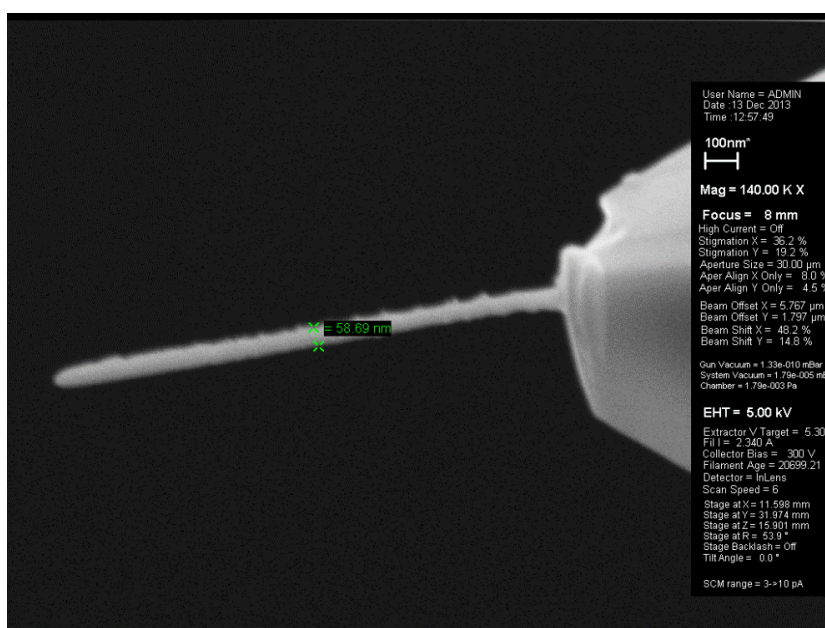 User Name = ADMIN
Date :13 Dec 2013
Time :12:57:49
100nm*
Mag = 140.00 K X
Focus = 8 mm
High Current = Off
Stigmation X = 36.2 %
Stigmation Y = 19.2 %
Aperture Size = 30.00 µm
Aper Align X Only = 8.0 %
Aper Align Y Only = 4.5 %
Beam Offset X = 5.767 µm
Beam Offset Y = 1.797 µm
Beam Shift X = 48.2 %
Beam Shift Y = 14.8 %
= 58.69 nm
Gun Vacuum = 1.33e-010 mBar
System Vacuum = 1.79e-005 mB
Chamber = 1.79e-003 Pa
EHT = 5.00 kV
Extractor V Target = 5.30
Fil I = 2.340 A
Collector Bias = 300 V
Filament Age = 20699.21
Detector = InLens
Scan Speed = 6
Stage at X = 11.598 mm
Stage at Y = 31.974 mm
Stage at Z = 15.901 mm
Stage at R = 53.9 °
Stage Backlash = Off
Tilt Angle = 0.0 °
SCM range = 3->10 pA